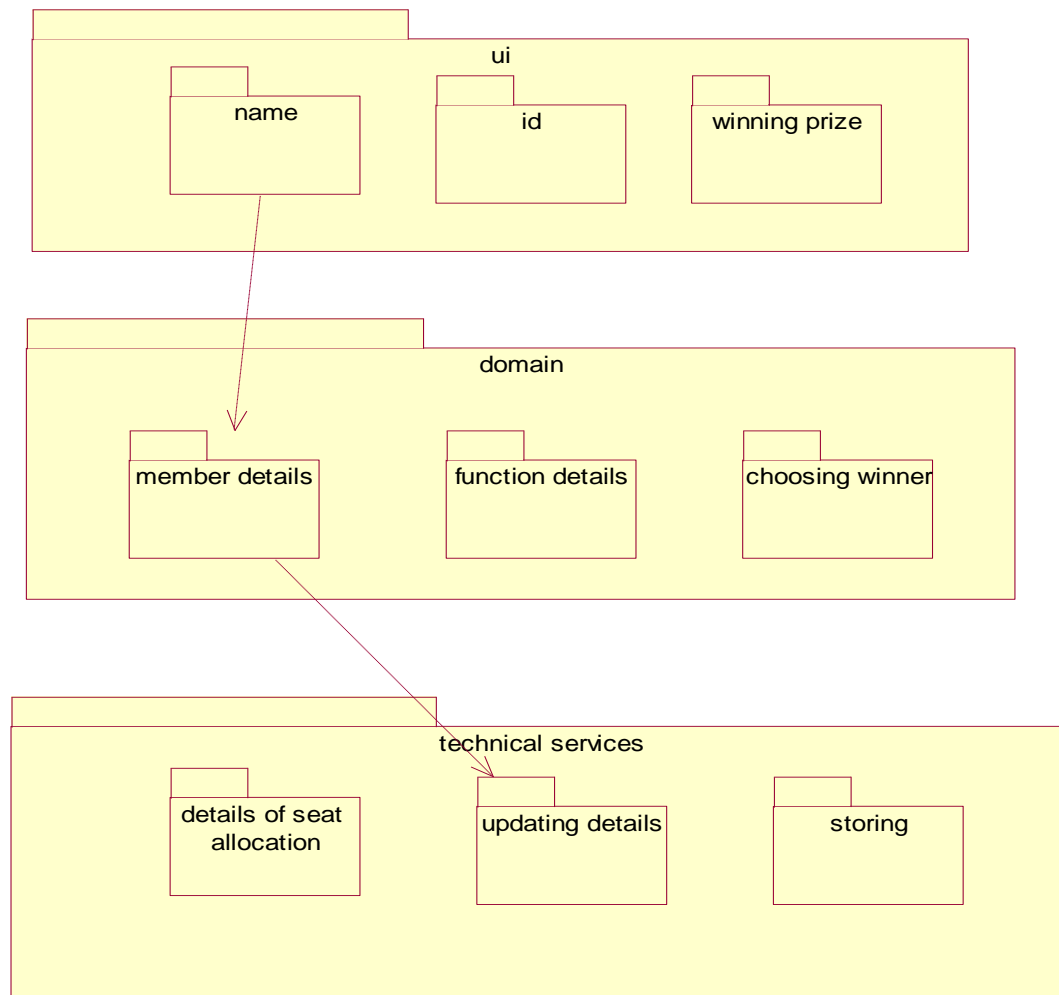 ui
name
id
winning prize
domain
member details
function details
choosing winner
technical services
details of seat
allocation
updating details
storing